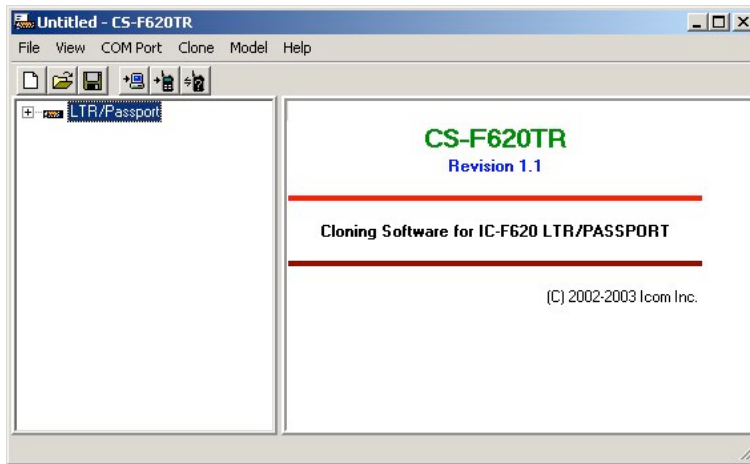 Untitled - CS-F620TR
File View COM Port Clone Model Help
LTR/Passport
CS-F620TR
Revision 1.1
Cloning Software for IC-F620 LTR/PASSPORT
(C) 2002-2003 Icom Inc.